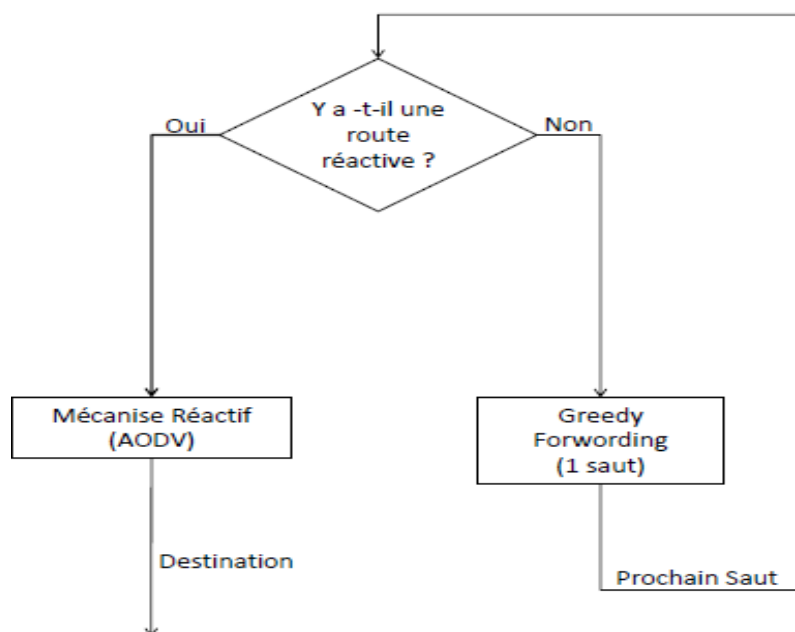 Y a -t-il une
route
réactive ?
Oui
Non
Mécanise Réactif
(AODV)
Greedy
Forwording
(1 saut)
Destination
Prochain Saut